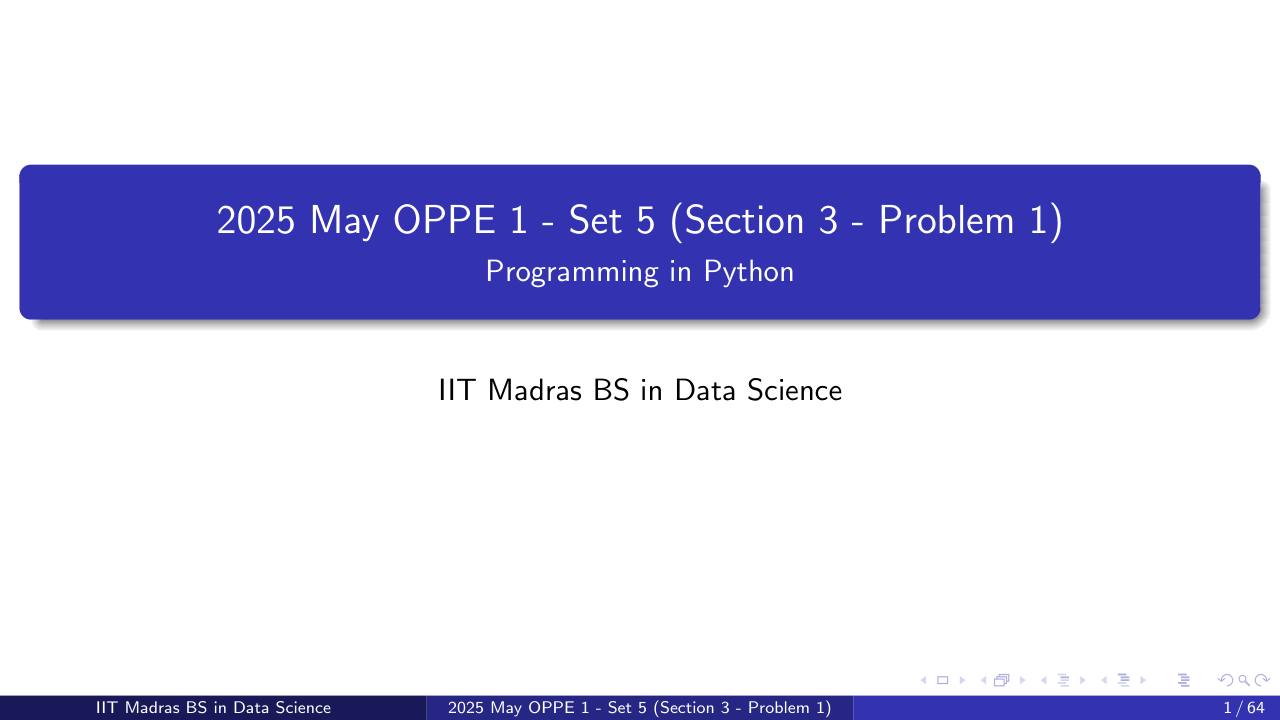 2025 May OPPE 1 - Set 5 (Section 3 - Problem 1)
Programming in Python
IIT Madras BS in Data Science
IIT Madras BS in Data Science
2025 May OPPE 1 - Set 5 (Section 3 - Problem 1)
1 / 64